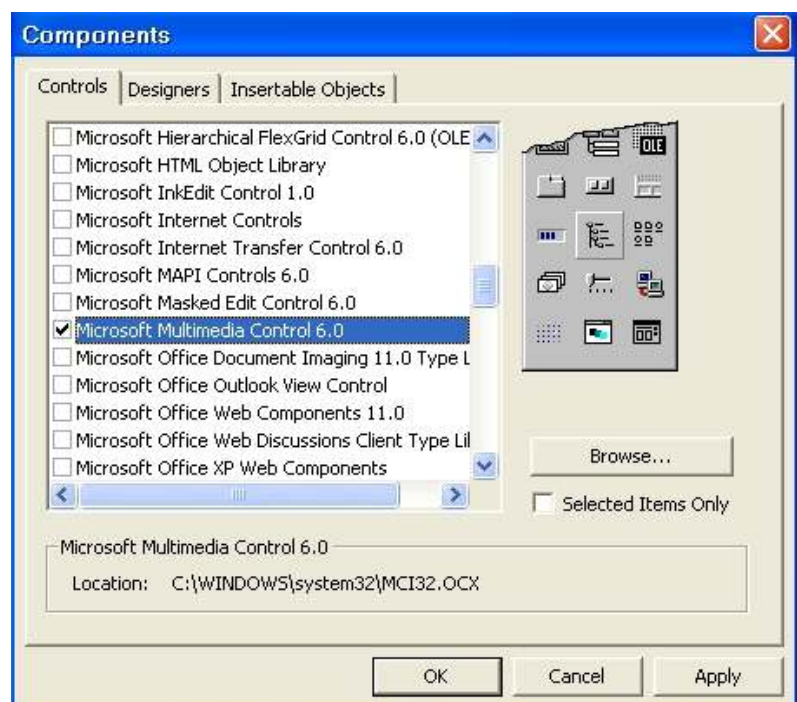 Components
Controls Designers Insertable Objects
Microsoft Hierarchical FlexGrid Control 6.0 (OLE
Microsoft HTML Object Library
Microsoft InkEdit Control 1.0
Microsoft Internet Controls
Microsoft Internet Transfer Control 6.0
Microsoft MAPI Controls 6.0
Microsoft Masked Edit Control 6.0
Microsoft Multimedia Control 6.0
Microsoft Office Document Imaging 11.0 Type L
Microsoft Office Outlook View Control
Microsoft Office Web Components 11.0
Microsoft Office Web Discussions Client Type Lil
Microsoft Office XP Web Components
OLE
Browse...
Selected Items Only
Microsoft Multimedia Control 6.0
Location: C:\WINDOWS\system32\MCI32.OCX
OK Cancel Apply